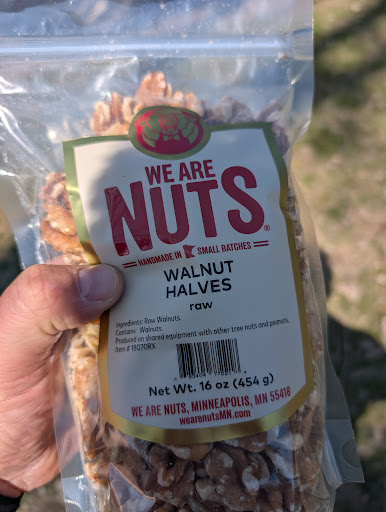 WE ARE
NUTS®
HANDMADE IN SMALL BATCHES
WALNUT
HALVES
raw
Ingredients: Raw Walnuts.
Contains: Walnuts.
Produced on shared equipment with other tree nuts and peanuts.
Item # 18070RX
Net Wt. 16 oz (454 g)
WE ARE NUTS, MINNEAPOLIS, MN 55418
wearenutsMN.com